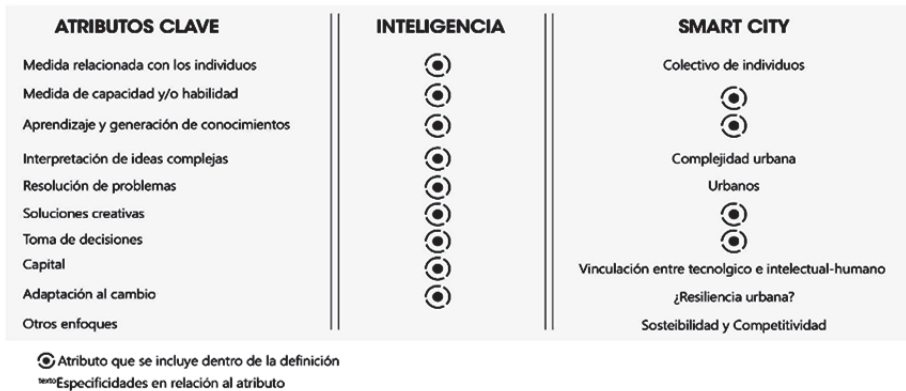 ATRIBUTOS CLAVE INTELIGENCIA SMART CITY
Medida relacionada con los individuos Colectivo de individuos
Medida de capacidad y/o habilidad
Aprendizaje y generación de conocimientos
Interpretación de ideas complejas Complejidad urbana
Resolución de problemas Urbanos
Soluciones creativas
Toma de decisiones
Capital Vinculación entre tecnolgico e intelectual-humano
Adaptación al cambio ¿Resiliencia urbana?
Otros enfoques Sosteibilidad y Competitividad
Atributo que se incluye dentro de la definición
texto Especificidades en relación al atributo